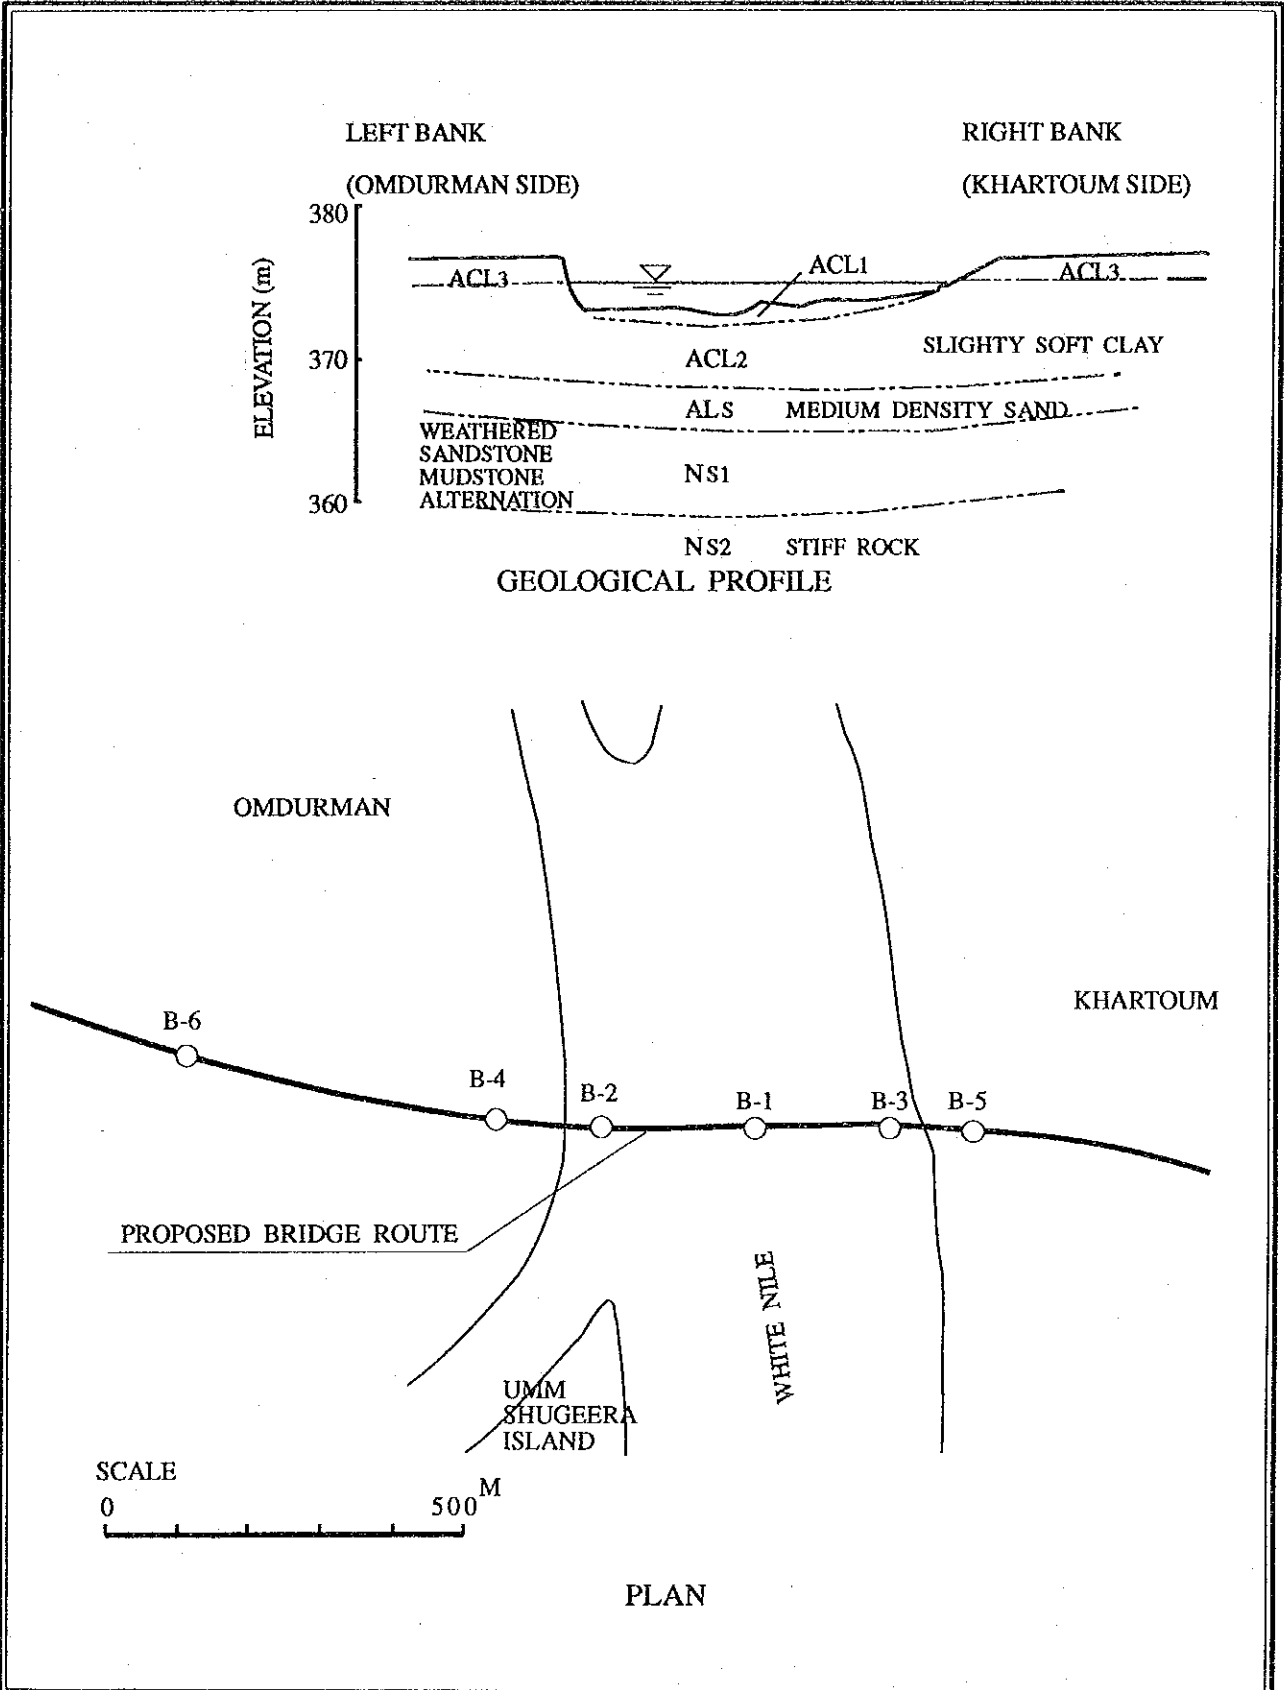 LEFT BANK
(OMDURMAN SIDE)
RIGHT BANK
(KHARTOUM SIDE)
380
370
360
ELEVATION (m)
ACL3
ACL1
ACL3
ACL2
SLIGHTY SOFT CLAY
ALS
MEDIUM DENSITY SAND
WEATHERED
SANDSTONE
MUDSTONE
ALTERNATION
NS1
NS2
STIFF ROCK
GEOLOGICAL PROFILE
OMDURMAN
KHARTOUM
B-6
B-4
B-2
B-1
B-3
B-5
PROPOSED BRIDGE ROUTE
WHITE NILE
UMM
SHUGEERA
ISLAND
SCALE
0
500 M
PLAN